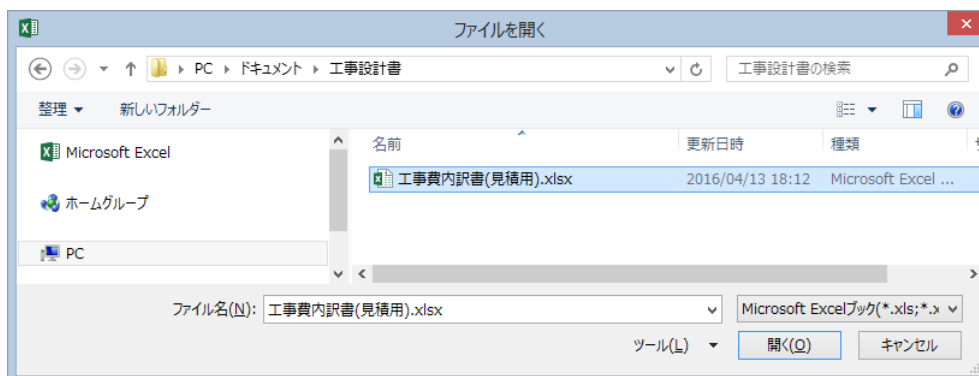 ファイルを開く
PC ドキュメント 工事設計書 工事設計書の検索
整理 新しいフォルダー
名前 更新日時 種類
Microsoft Excel
工事費内訳書(見積用).xlsx 2016/04/13 18:12 Microsoft Excel ...
ホームグループ
PC
ファイル名(N): 工事費内訳書(見積用).xlsx Microsoft Excelブック(*.xls;*.x
ツール(L) 開く(O) キャンセル